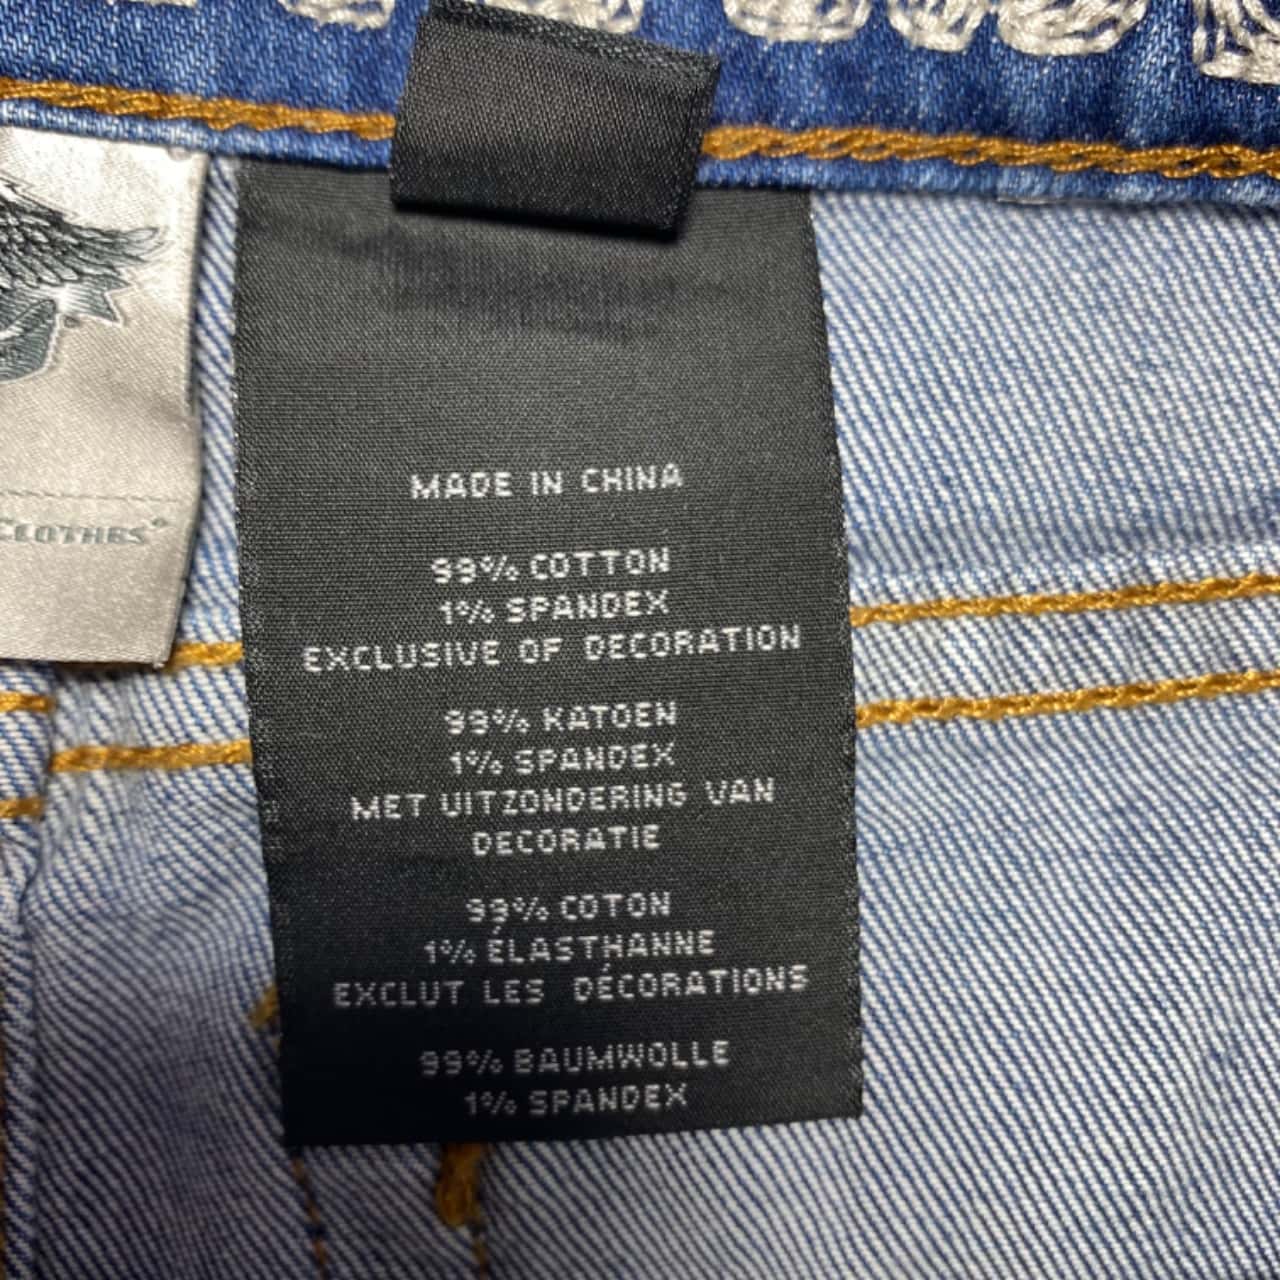 CLOTHES®
MADE IN CHINA
99% COTTON
1% SPANDEX
EXCLUSIVE OF DECORATION
99% KATOEN
1% SPANDEX
MET UITZONDERING VAN
DECORATIE
99% COTON
1% ÉLASTHANNE
EXCLUT LES DÉCORATIONS
99% BAUMWOLLE
1% SPANDEX